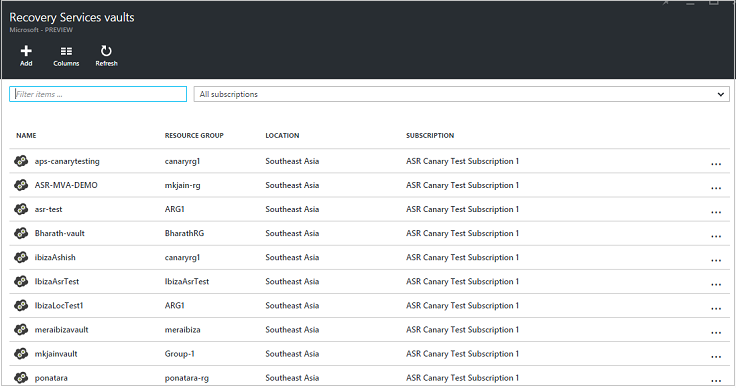 Recovery Services vaults
Microsoft - PREVIEW
Add Columns Refresh
Filter items ... All subscriptions
NAME RESOURCE GROUP LOCATION SUBSCRIPTION
aps-canarytesting canaryrg1 Southeast Asia ASR Canary Test Subscription 1 ...
ASR-MVA-DEMO mkjain-rg Southeast Asia ASR Canary Test Subscription 1 ...
asr-test ARG1 Southeast Asia ASR Canary Test Subscription 1 ...
Bharath-vault BharathRG Southeast Asia ASR Canary Test Subscription 1 ...
ibizaAshish canaryrg1 Southeast Asia ASR Canary Test Subscription 1 ...
IbizaAsrTest IbizaAsrTest Southeast Asia ASR Canary Test Subscription 1 ...
IbizaLocTest1 ARG1 Southeast Asia ASR Canary Test Subscription 1 ...
meraibizavault meraibiza Southeast Asia ASR Canary Test Subscription 1 ...
mkjainvault Group-1 Southeast Asia ASR Canary Test Subscription 1 ...
ponatara ponatara-rg Southeast Asia ASR Canary Test Subscription 1 ...